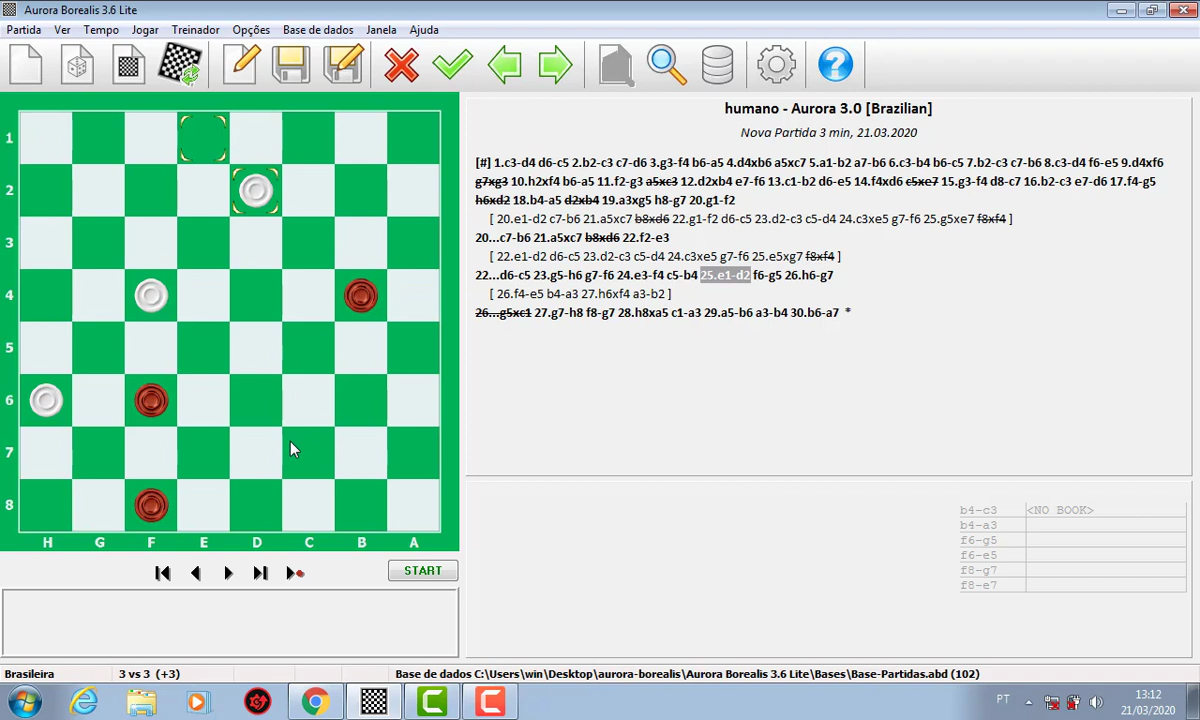 Aurora Borealis 3.6 Lite
Partida Ver Tempo Jogar Treinador Opções Base de dados Janela Ajuda
humano - Aurora 3.0 [Brazilian]
Nova Partida 3 min, 21.03.2020
[#] 1.c3-d4 d6-c5 2.b2-c3 c7-d6 3.g3-f4 b6-a5 4.d4xb6 a5xc7 5.a1-b2 a7-b6 6.c3-b4 b6-c5 7.b2-c3 c7-b6 8.c3-d4 f6-e5 9.d4xf6
g7xg3 10.h2xf4 b6-a5 11.f2-g3 a5xc3 12.d2xb4 e7-f6 13.c1-b2 d6-e5 14.f4xd6 c5xe7 15.g3-f4 d8-c7 16.b2-c3 e7-d6 17.f4-g5
h6xd2 18.b4-a5 d2xb4 19.a3xg5 h8-g7 20.g1-f2
[ 20.e1-d2 c7-b6 21.a5xc7 b8xd6 22.g1-f2 d6-c5 23.d2-c3 c5-d4 24.c3xe5 g7-f6 25.g5xe7 f8xf4 ]
20...c7-b6 21.a5xc7 b8xd6 22.f2-e3
[ 22.e1-d2 d6-c5 23.d2-c3 c5-d4 24.c3xe5 g7-f6 25.e5xg7 f8xf4 ]
22...d6-c5 23.g5-h6 g7-f6 24.e3-f4 c5-b4 25.e1-d2 f6-g5 26.h6-g7
[ 26.f4-e5 b4-a3 27.h6xf4 a3-b2 ]
26...g5xc1 27.g7-h8 f8-g7 28.h8xa5 c1-a3 29.a5-b6 a3-b4 30.b6-a7 *
1
2
3
4
5
6
7
8
H G F E D C B A
START
b4-c3 <NO BOOK>
b4-a3
f6-g5
f6-e5
f8-g7
f8-e7
Brasileira 3 vs 3 (+3) Base de dados C:\Users\win\Desktop\aurora-borealis\Aurora Borealis 3.6 Lite\Bases\Base-Partidas.abd (102)
PT 13:12
21/03/2020